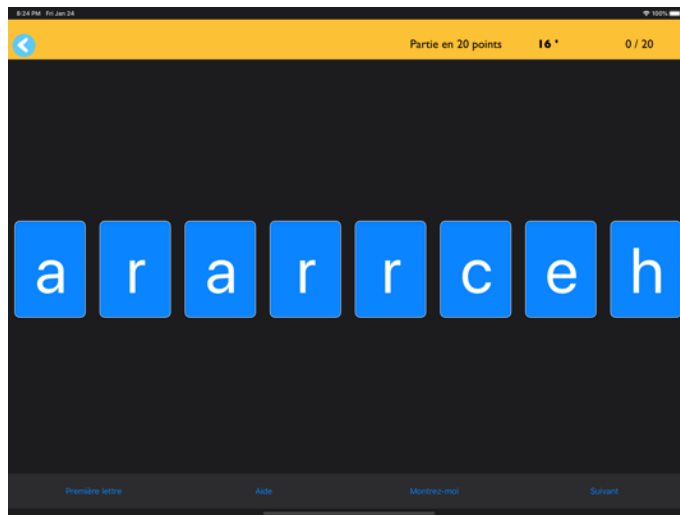 8:24 PM Fri Jan 24 100%
Partie en 20 points 16" 0 / 20
a r a r r c e h
Première lettre Aide Montrez-moi Suivant